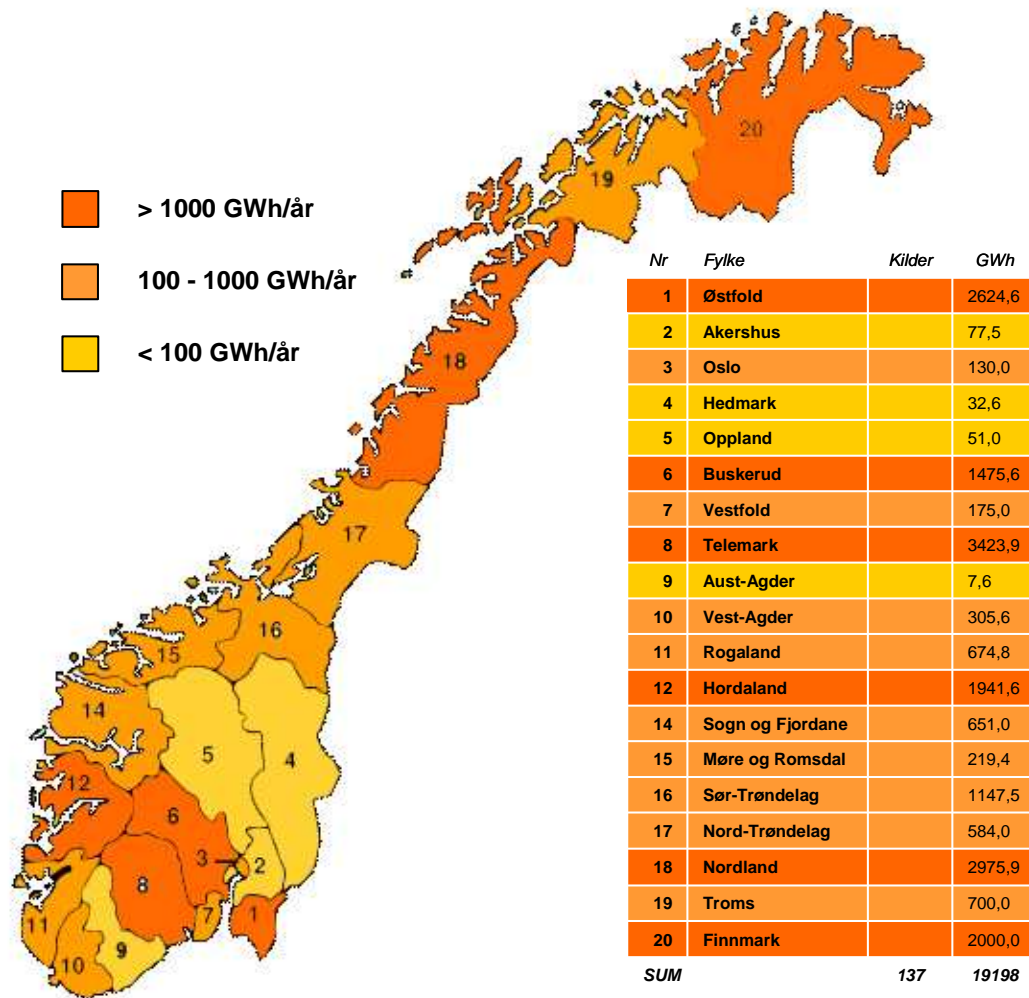 > 1000 GWh/år
100 - 1000 GWh/år
< 100 GWh/år
20
19
18
17
16
15
14
5
4
12
6
3
2
8
7
1
11
9
10
Nr Fylke Kilder GWh
1 Østfold 2624,6
2 Akershus 77,5
3 Oslo 130,0
4 Hedmark 32,6
5 Oppland 51,0
6 Buskerud 1475,6
7 Vestfold 175,0
8 Telemark 3423,9
9 Aust-Agder 7,6
10 Vest-Agder 305,6
11 Rogaland 674,8
12 Hordaland 1941,6
14 Sogn og Fjordane 651,0
15 Møre og Romsdal 219,4
16 Sør-Trøndelag 1147,5
17 Nord-Trøndelag 584,0
18 Nordland 2975,9
19 Troms 700,0
20 Finnmark 2000,0
SUM 137 19198